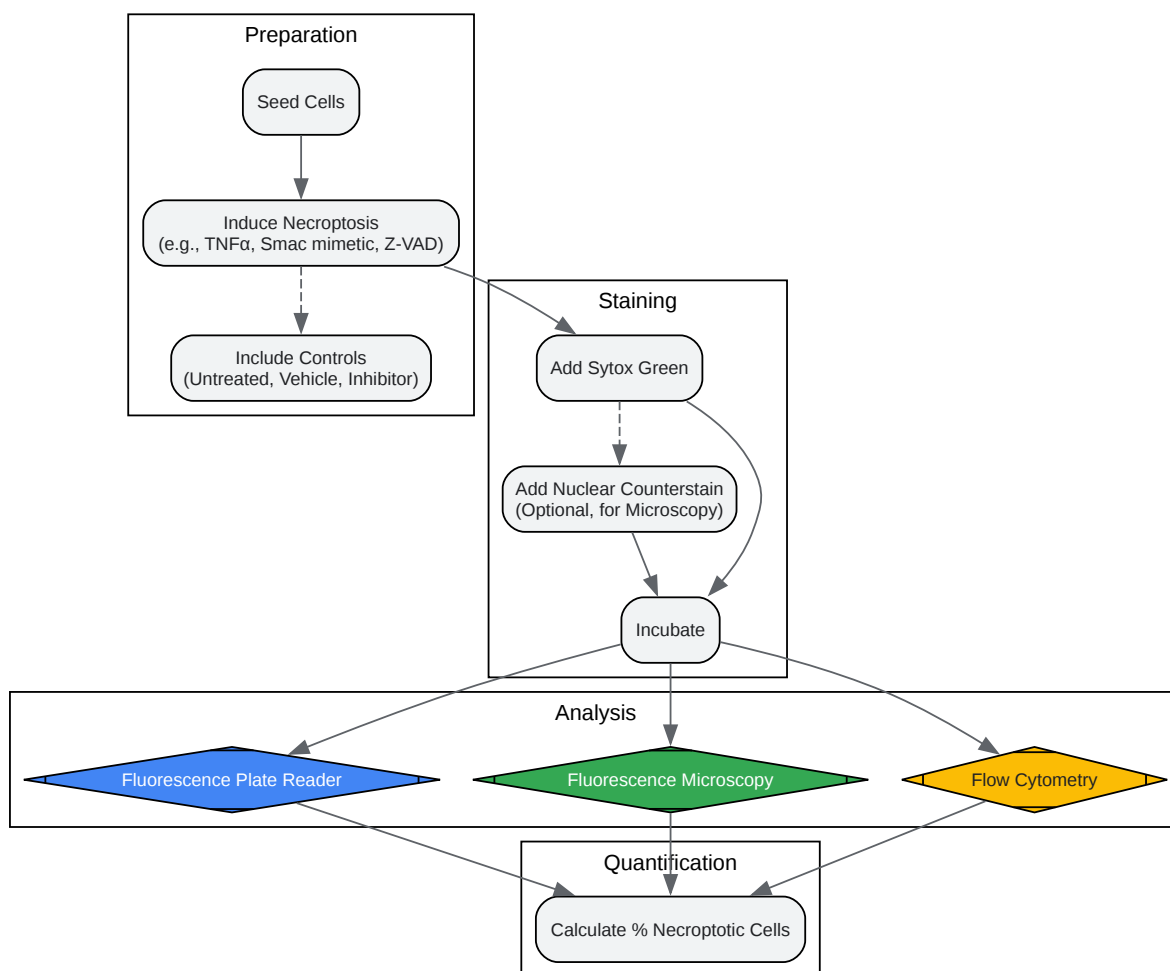 Preparation
Seed Cells
Induce Necroptosis
(e.g., TNFα, Smac mimetic, Z-VAD)
Include Controls
(Untreated, Vehicle, Inhibitor)
Staining
Add Sytox Green
Add Nuclear Counterstain
(Optional, for Microscopy)
Incubate
Analysis
Fluorescence Plate Reader
Fluorescence Microscopy
Flow Cytometry
Quantification
Calculate % Necroptotic Cells